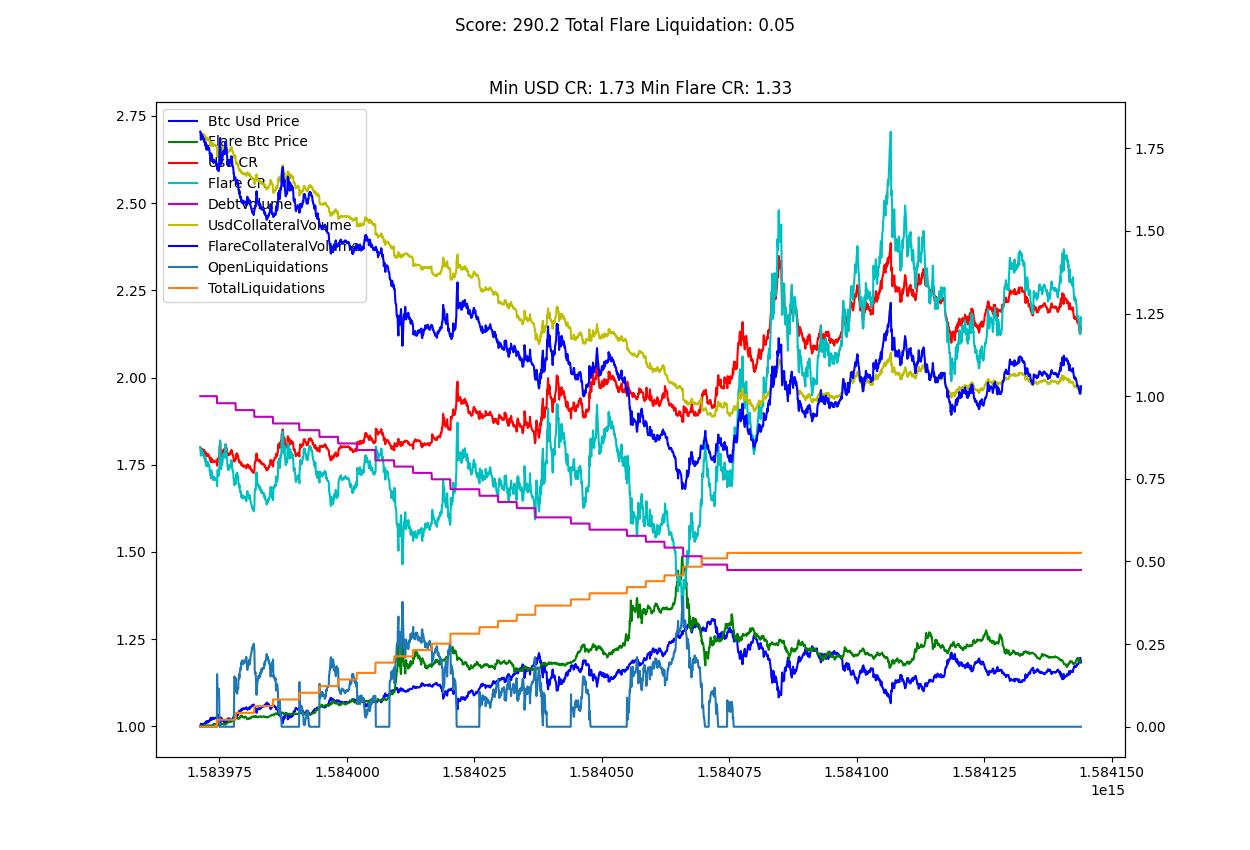 Score: 290.2 Total Flare Liquidation: 0.05
Min USD CR: 1.73 Min Flare CR: 1.33
Btc Usd Price
Flare Btc Price
Usd CR
Flare CR
DebtVolume
UsdCollateralVolume
FlareCollateralVolume
OpenLiquidations
TotalLiquidations
2.75
2.50
2.25
2.00
1.75
1.50
1.25
1.00
1.75
1.50
1.25
1.00
0.75
0.50
0.25
0.00
1.583975 1.584000 1.584025 1.584050 1.584075 1.584100 1.584125 1.584150
1e15